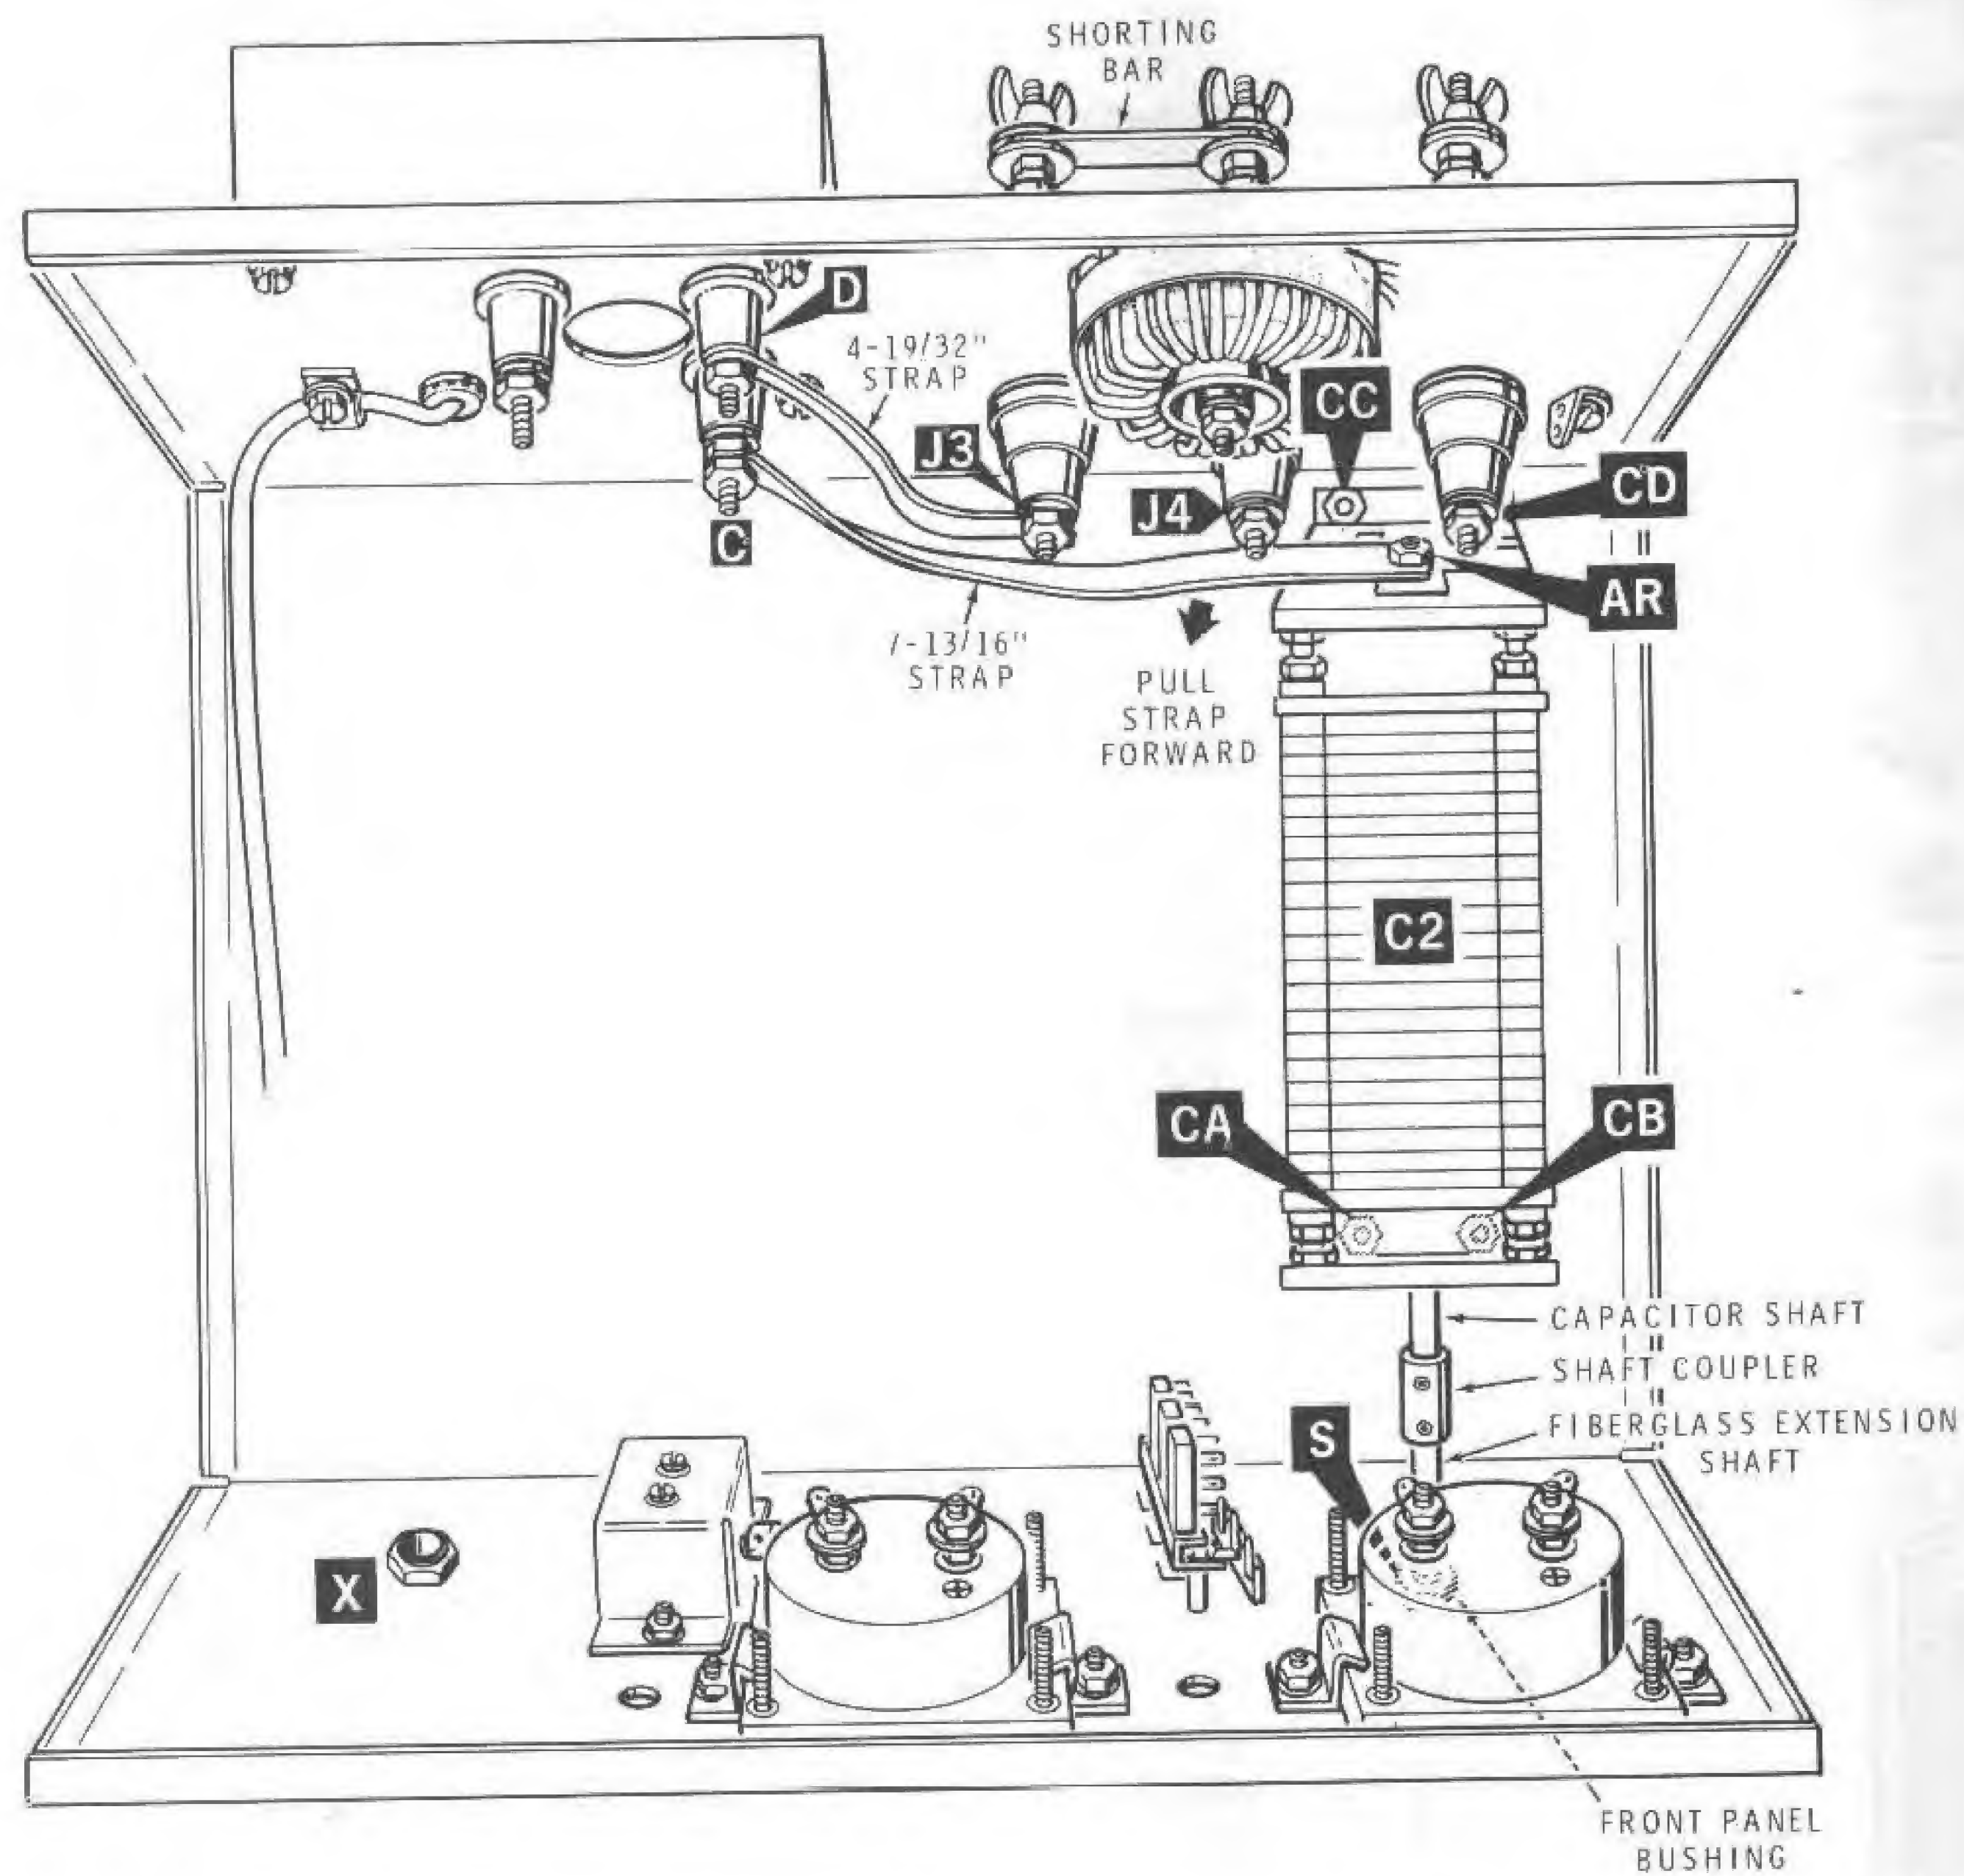 SHORTING
BAR
D
4-19/32"
STRAP
CC
J3
J4
CD
C
AR
7-13/16"
STRAP
PULL
STRAP
FORWARD
C2
CA
CB
CAPACITOR SHAFT
SHAFT COUPLER
FIBERGLASS EXTENSION
SHAFT
S
X
FRONT PANEL
BUSHING